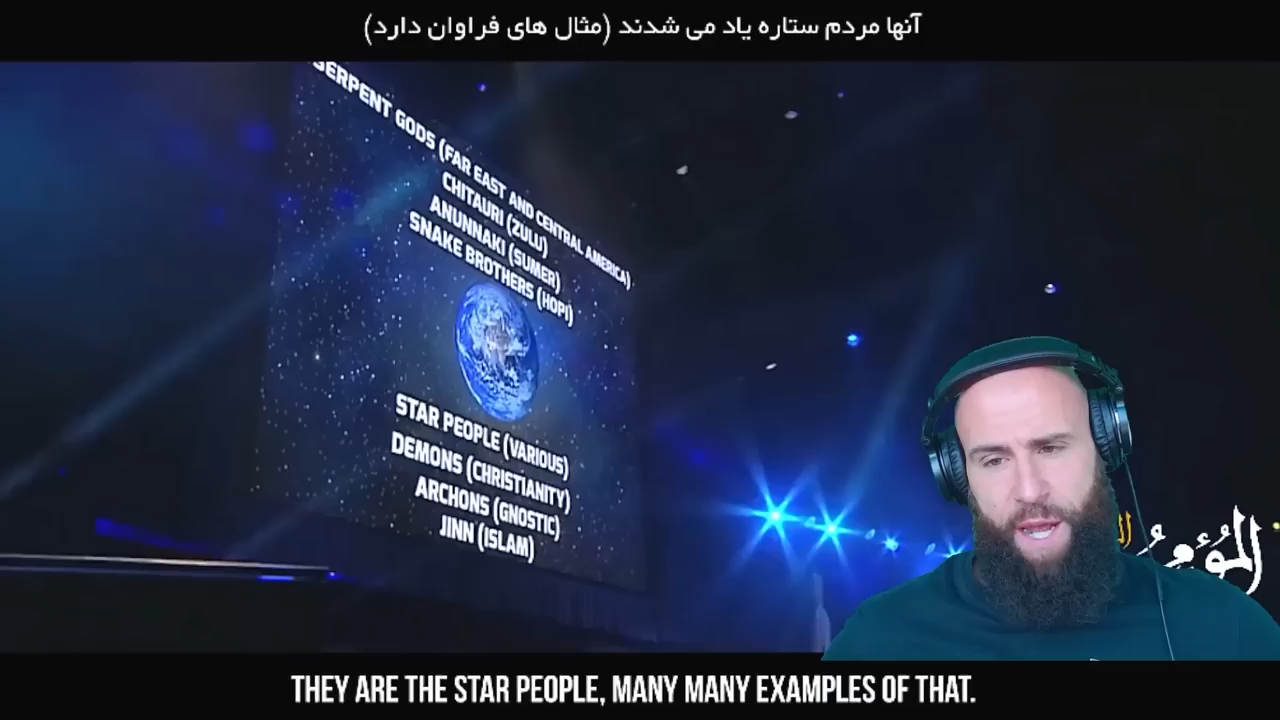 آنها مردم ستاره یاد می شدند (مثال های فراوان دارد)
SERPENT GODS (FAR EAST AND CENTRAL AMERICA)
CHITAURI (ZULU)
ANUNNAKI (SUMER)
SNAKE BROTHERS (HOPI)
STAR PEOPLE (VARIOUS)
DEMONS (CHRISTIANITY)
ARCHONS (GNOSTIC)
JINN (ISLAM)
THEY ARE THE STAR PEOPLE, MANY MANY EXAMPLES OF THAT.